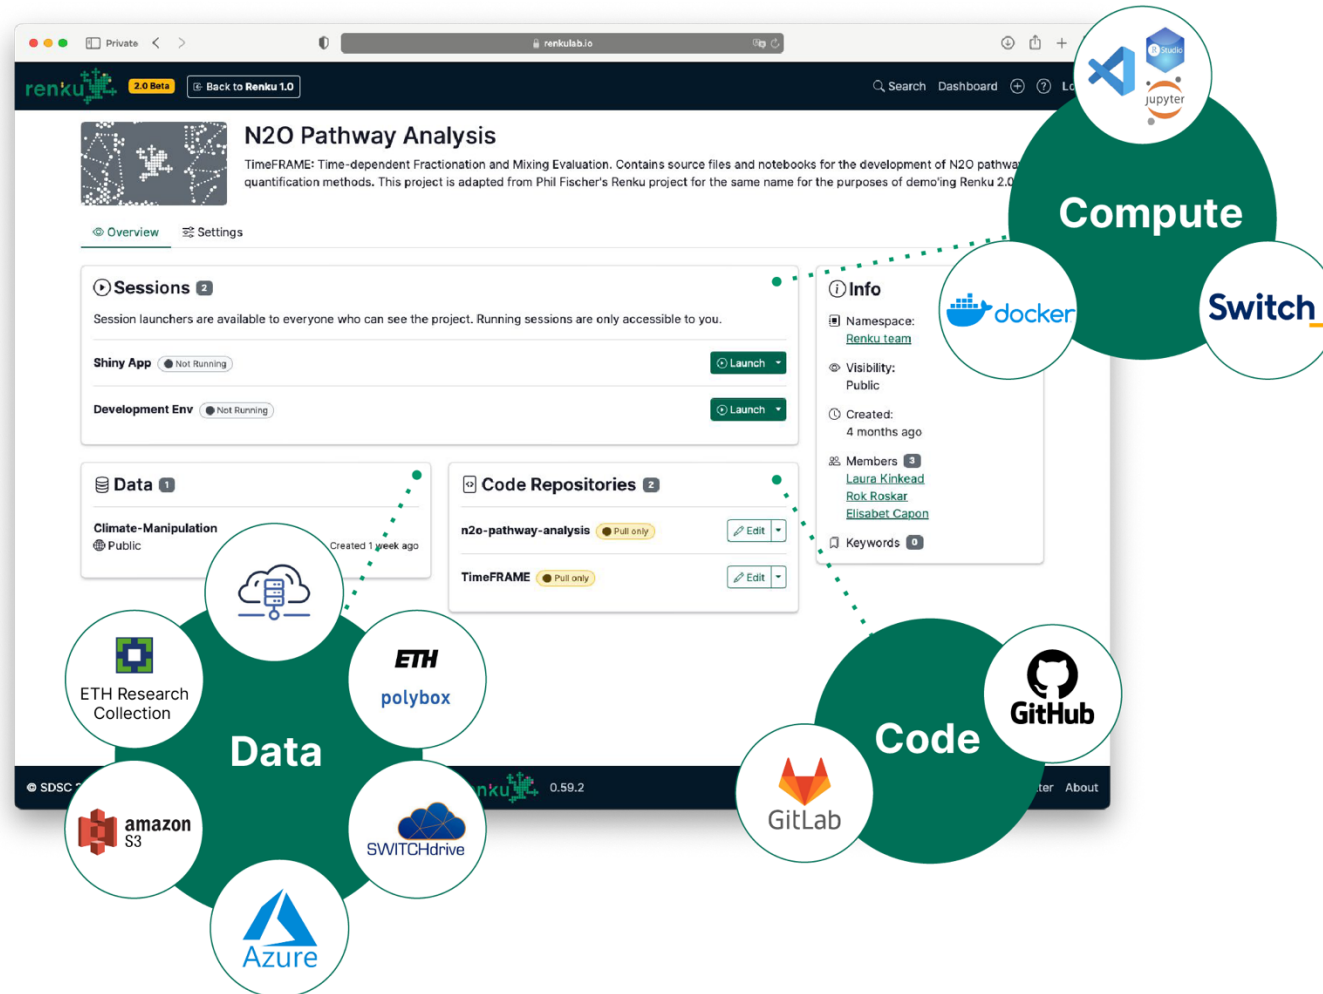 Private
renkulab.io
renku
2.0 Beta
Back to Renku 1.0
Search
Dashboard
N2O Pathway Analysis
TimeFRAME: Time-dependent Fractionation and Mixing Evaluation. Contains source files and notebooks for the development of N2O
quantification methods. This project is adapted from Phil Fischer's Renku project for the same name for the purposes of demo'ing Renku 2.0
Overview
Settings
Sessions 2
Session launchers are available to everyone who can see the project. Running sessions are only accessible to you.
Shiny App
Not Running
Launch
Development Env
Not Running
Launch
Info
Namespace:
Renku team
Visibility:
Public
Created:
4 months ago
Members 3
Laura Kinkead
Rok Roskar
Elisabet Capon
Keywords 0
Data 1
Climate-Manipulation
Public
Created 1 week ago
Code Repositories 2
n2o-pathway-analysis
Pull only
Edit
TimeFRAME
Pull only
Edit
R Studio
jupyter
Compute
docker
Switch_
ETH Research
Collection
ETH
polybox
Data
amazon
S3
SWITCHdrive
Azure
Code
GitHub
GitLab
© SDSC
0.59.2
About